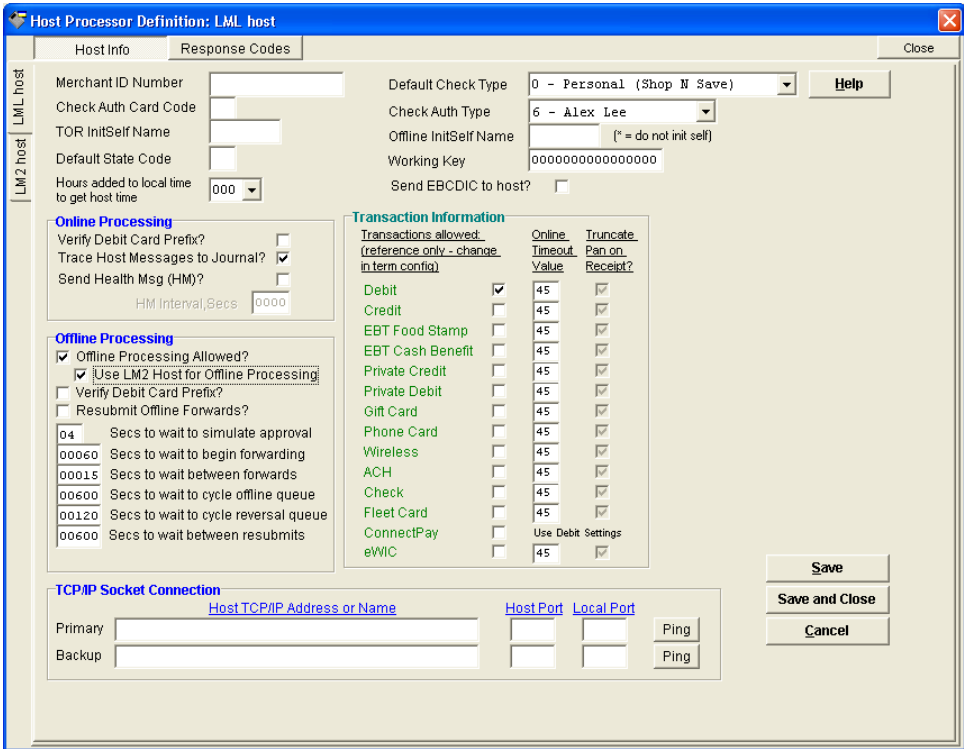 Host Processor Definition: LML host
Host Info
Response Codes
Close
LML host
LM2 host
Merchant ID Number
Check Auth Card Code
TOR InitSelf Name
Default State Code
Hours added to local time
to get host time
000
Default Check Type
0 - Personal (Shop N Save)
Help
Check Auth Type
6 - Alex Lee
Offline InitSelf Name
(* = do not init self)
Working Key
0000000000000000
Send EBCDIC to host?
Online Processing
Verify Debit Card Prefix?
Trace Host Messages to Journal?
Send Health Msg (HM)?
HM Interval,Secs 0000
Offline Processing
Offline Processing Allowed?
Use LM2 Host for Offline Processing
Verify Debit Card Prefix?
Resubmit Offline Forwards?
04 Secs to wait to simulate approval
00060 Secs to wait to begin forwarding
00015 Secs to wait between forwards
00600 Secs to wait to cycle offline queue
00120 Secs to wait to cycle reversal queue
00600 Secs to wait between resubmits
Transaction Information
Transactions allowed: Online Truncate
(reference only - change Timeout Pan on
in term config) Value Receipt?
Debit 45
Credit 45
EBT Food Stamp 45
EBT Cash Benefit 45
Private Credit 45
Private Debit 45
Gift Card 45
Phone Card 45
Wireless 45
ACH 45
Check 45
Fleet Card 45
ConnectPay Use Debit Settings
eWIC 45
Save
Save and Close
Cancel
TCP/IP Socket Connection
Host TCP/IP Address or Name Host Port Local Port
Primary Ping
Backup Ping